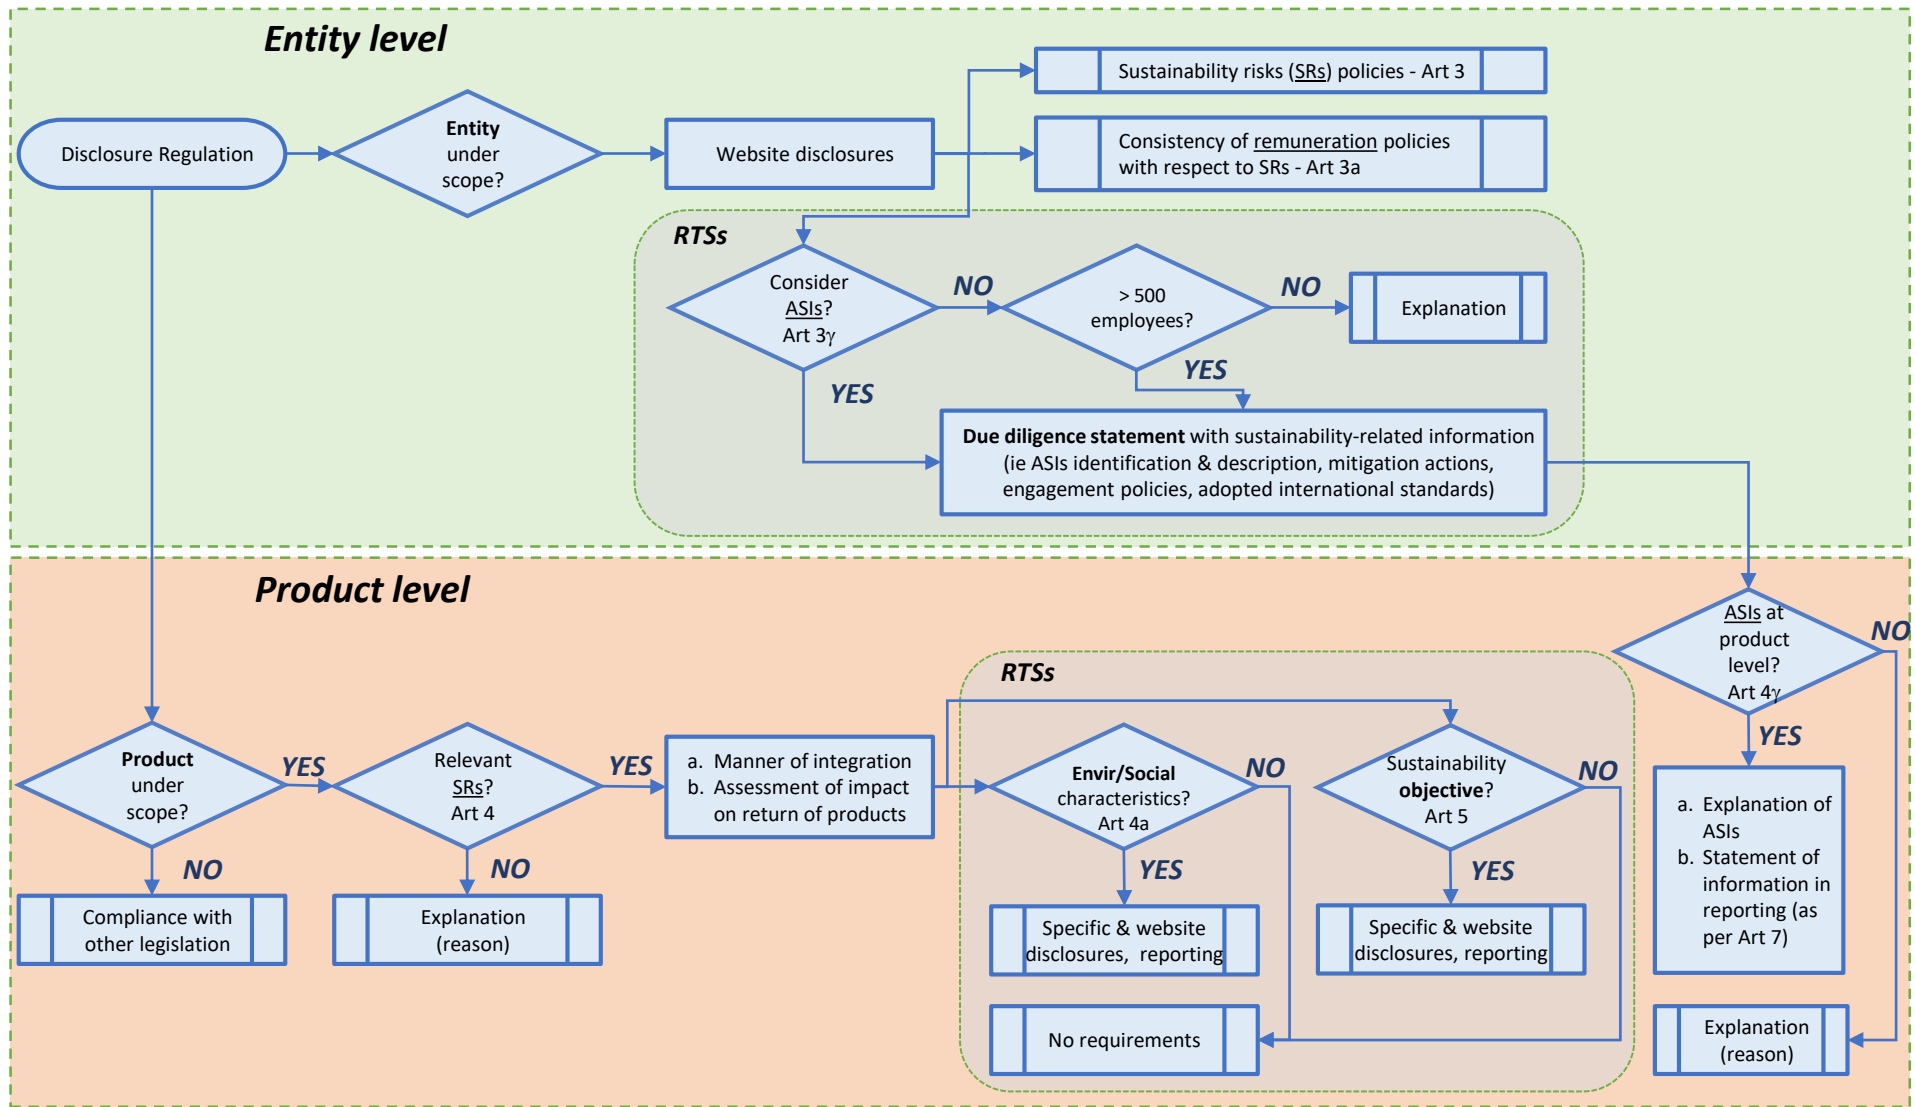 Entity level
Sustainability risks (SRs) policies - Art 3
Disclosure Regulation
Entity
under
scope?
Website disclosures
Consistency of remuneration policies
with respect to SRs - Art 3a
RTSs
Consider
ASIs?
Art 3γ
NO
> 500
employees?
NO
Explanation
YES
YES
Due diligence statement with sustainability-related information
(ie ASIs identification & description, mitigation actions,
engagement policies, adopted international standards)
Product level
ASIs at
product
level?
Art 4γ
NO
YES
RTSs
Product
under
scope?
YES
Relevant
SRs?
Art 4
YES
a. Manner of integration
b. Assessment of impact
on return of products
Envir/Social
characteristics?
Art 4a
NO
Sustainability
objective?
Art 5
NO
a. Explanation of
ASIs
b. Statement of
information in
reporting (as
per Art 7)
NO
NO
YES
YES
Compliance with
other legislation
Explanation
(reason)
Specific & website
disclosures, reporting
Specific & website
disclosures, reporting
No requirements
Explanation
(reason)